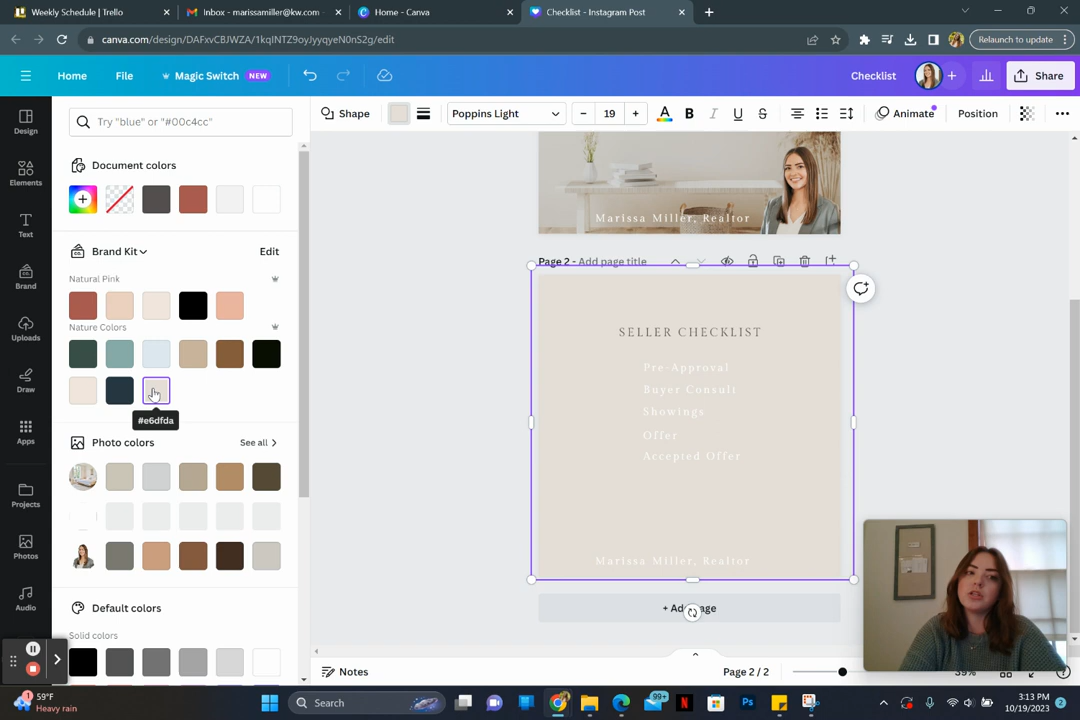 Weekly Schedule | Trello
Inbox - marissamiller@kw.com -
Home - Canva
Checklist - Instagram Post
canva.com/design/DAFxvCBJWZA/1kqINTZ9oyJyyqyeN0nS2g/edit
Relaunch to update
Home
File
Magic Switch
NEW
Checklist
Share
Try "blue" or "#00c4cc"
Shape
Poppins Light
19
A
B
I
U
S
Animate
Position
Design
Elements
Text
Brand
Uploads
Draw
Apps
Projects
Photos
Audio
Document colors
Brand Kit
Edit
Natural Pink
Nature Colors
#e6dfda
Photo colors
See all
Default colors
Solid colors
Marissa Miller, Realtor
Page 2 - Add page title
SELLER CHECKLIST
Pre-Approval
Buyer Consult
Showings
Offer
Accepted Offer
Marissa Miller, Realtor
+ Add page
Notes
Page 2 / 2
39%
59°F
Heavy rain
Search
99+
Ps
3:13 PM
10/19/2023